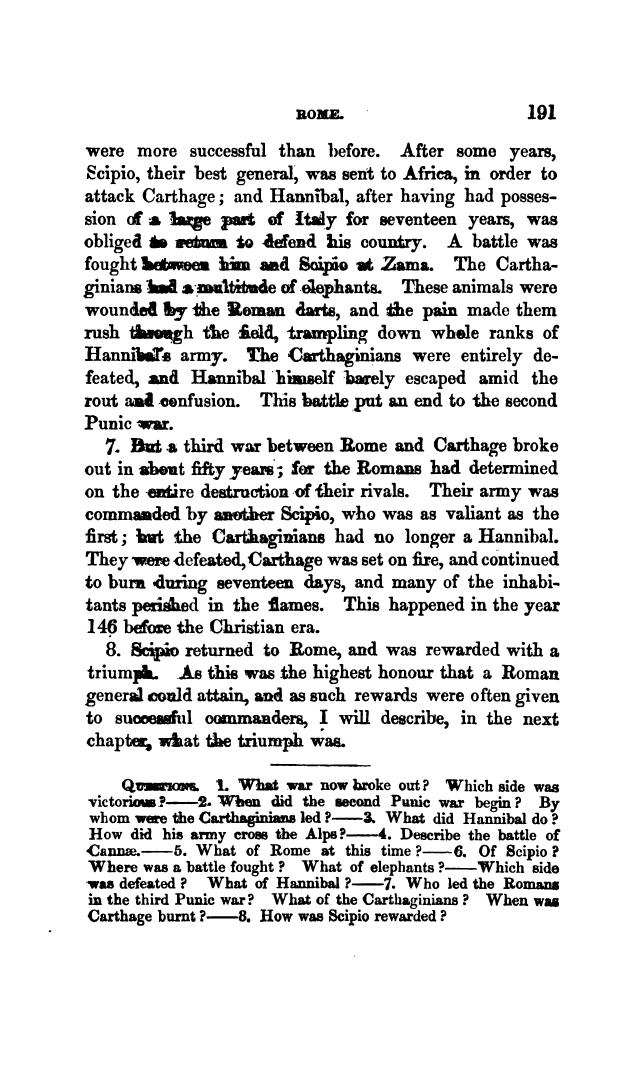 ROME. 191
were more successful than before. After some years,
Scipio, their best general, was sent to Africa, in order to
attack Carthage; and Hannibal, after having had posses-
sion of a large part of Italy for seventeen years, was
obliged to return to defend his country. A battle was
fought between him and Scipio at Zama. The Cartha-
ginians had a multitude of elephants. These animals were
wounded by the Roman darts, and the pain made them
rush through the field, trampling down whole ranks of
Hannibal's army. The Carthaginians were entirely de-
feated, and Hannibal himself barely escaped amid the
rout and confusion. This battle put an end to the second
Punic war.
7. But a third war between Rome and Carthage broke
out in about fifty years; for the Romans had determined
on the entire destruction of their rivals. Their army was
commanded by another Scipio, who was as valiant as the
first; but the Carthaginians had no longer a Hannibal.
They were defeated, Carthage was set on fire, and continued
to burn during seventeen days, and many of the inhabi-
tants perished in the flames. This happened in the year
146 before the Christian era.
8. Scipio returned to Rome, and was rewarded with a
triumph. As this was the highest honour that a Roman
general could attain, and as such rewards were often given
to successful commanders, I will describe, in the next
chapter, what the triumph was.
QUESTIONS. 1. What war now broke out? Which side was
victorious?——2. When did the second Punic war begin? By
whom were the Carthaginians led?——3. What did Hannibal do?
How did his army cross the Alps?——4. Describe the battle of
Cannæ.——5. What of Rome at this time?——6. Of Scipio?
Where was a battle fought? What of elephants?——Which side
was defeated? What of Hannibal?——7. Who led the Romans
in the third Punic war? What of the Carthaginians? When was
Carthage burnt?——8. How was Scipio rewarded?